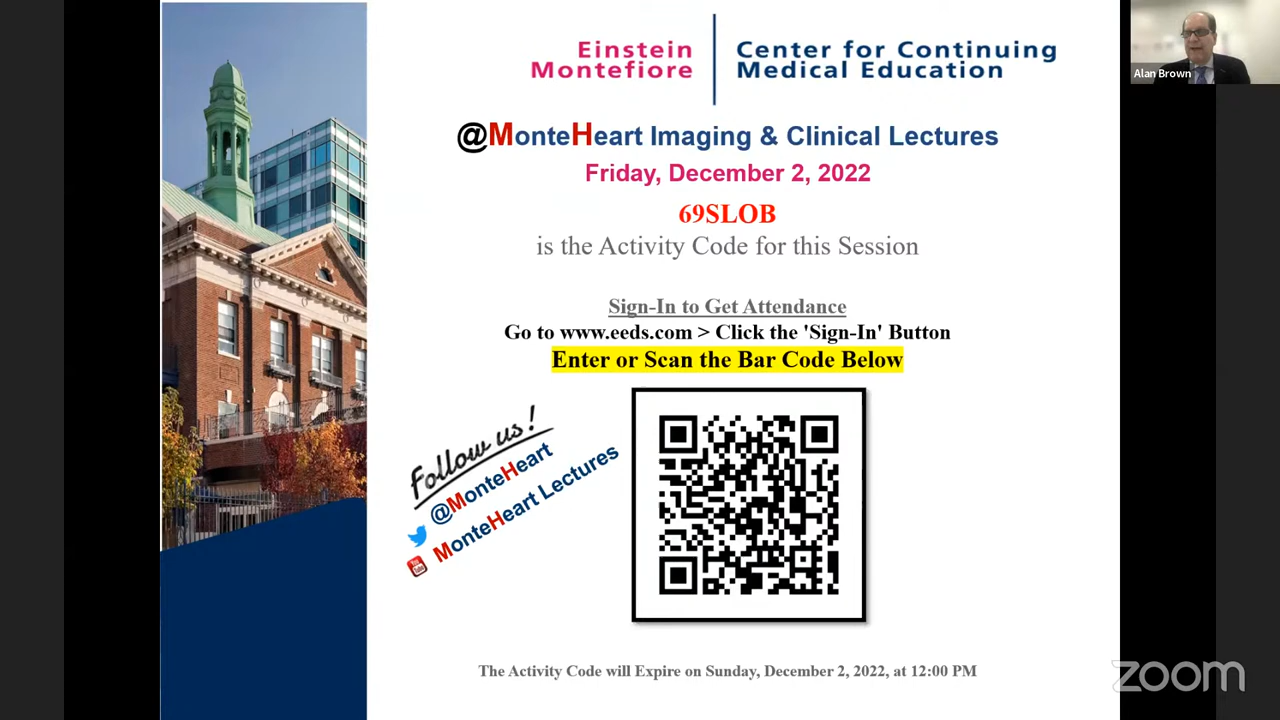 Einstein
Montefiore
Center for Continuing
Medical Education
Alan Brown
@MonteHeart Imaging & Clinical Lectures
Friday, December 2, 2022
69SLOB
is the Activity Code for this Session
Sign-In to Get Attendance
Go to www.eeds.com > Click the 'Sign-In' Button
Enter or Scan the Bar Code Below
Follow us!
@MonteHeart
MonteHeart Lectures
The Activity Code will Expire on Sunday, December 2, 2022, at 12:00 PM
zoom